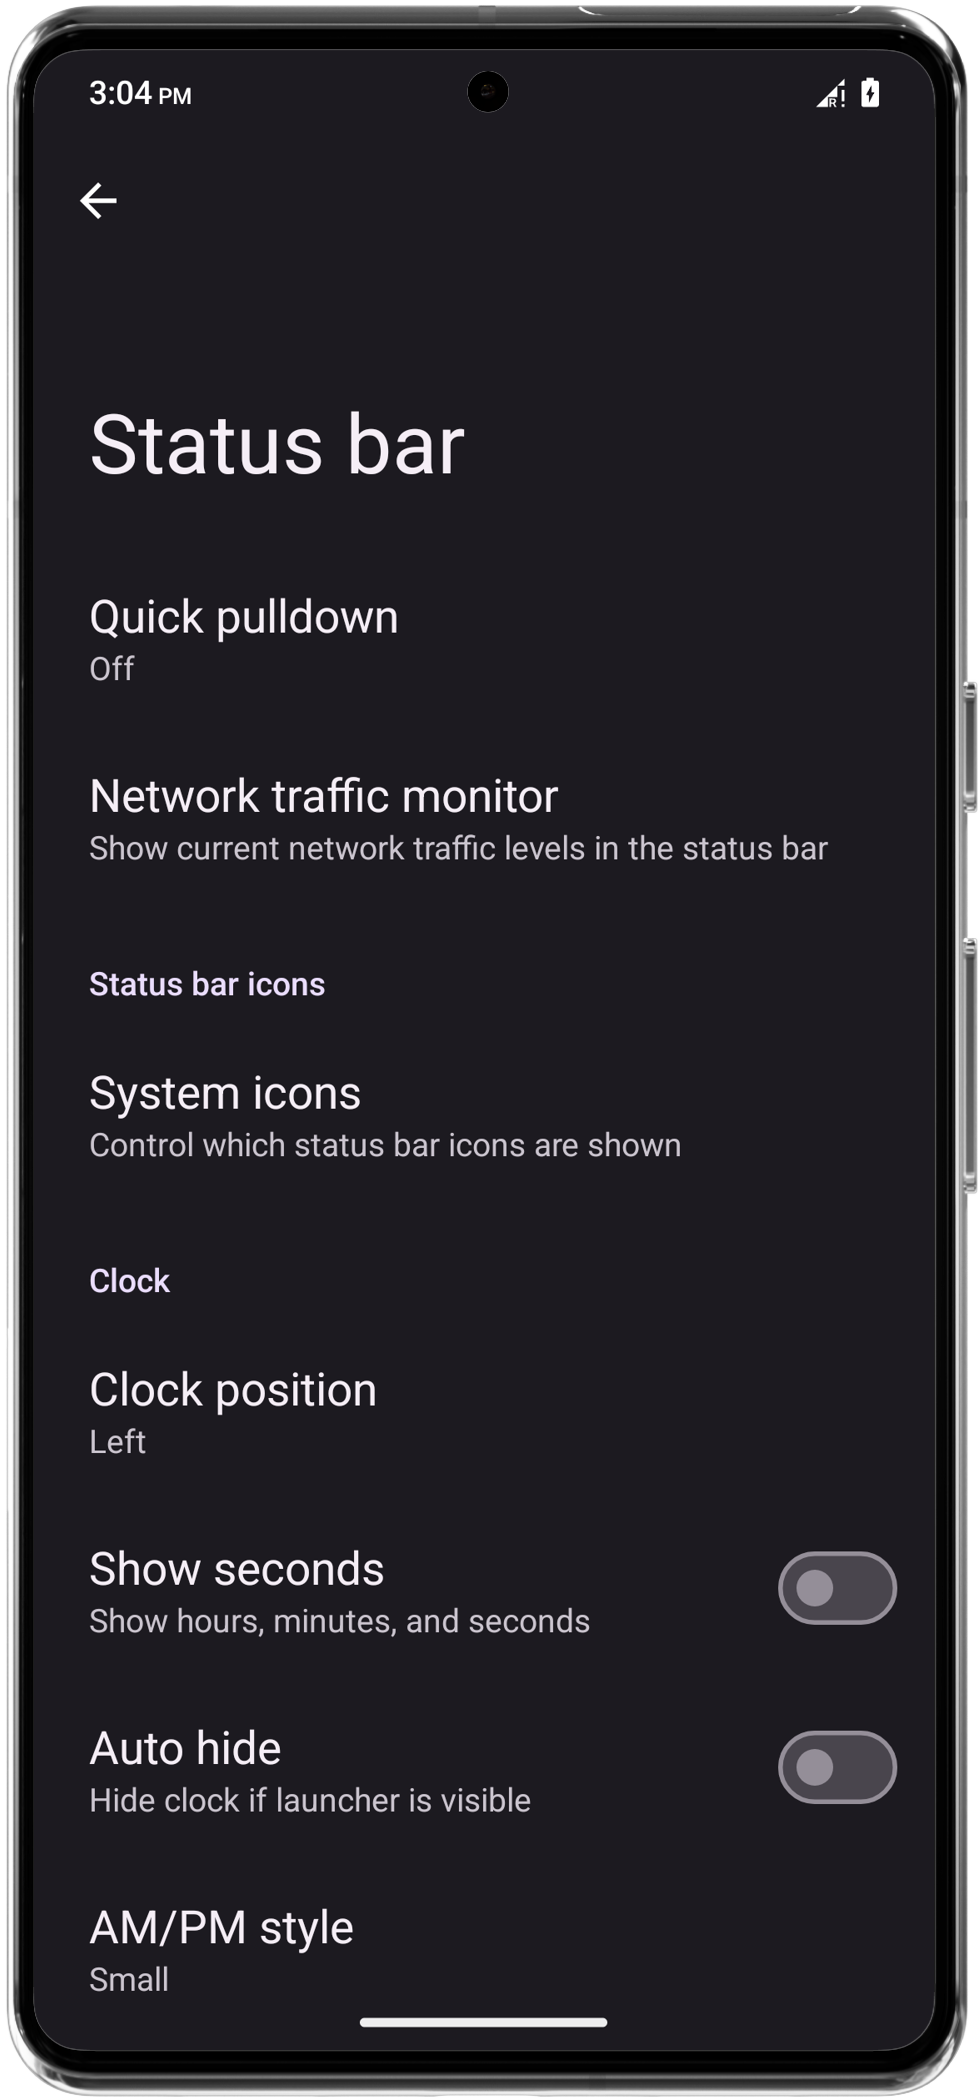 3:04 PM
R!
Status bar
Quick pulldown
Off
Network traffic monitor
Show current network traffic levels in the status bar
Status bar icons
System icons
Control which status bar icons are shown
Clock
Clock position
Left
Show seconds
Show hours, minutes, and seconds
Auto hide
Hide clock if launcher is visible
AM/PM style
Small